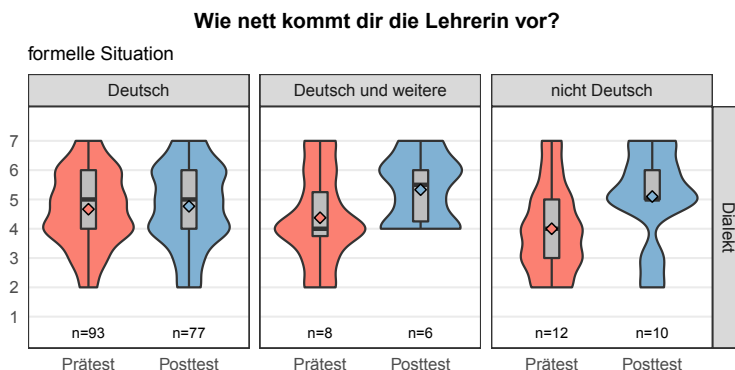 Wie nett kommt dir die Lehrerin vor?
formelle Situation
Deutsch
Deutsch und weitere
nicht Deutsch
7
6
5
4
3
2
1
Dialekt
n=93
n=77
n=8
n=6
n=12
n=10
Prätest
Posttest
Prätest
Posttest
Prätest
Posttest